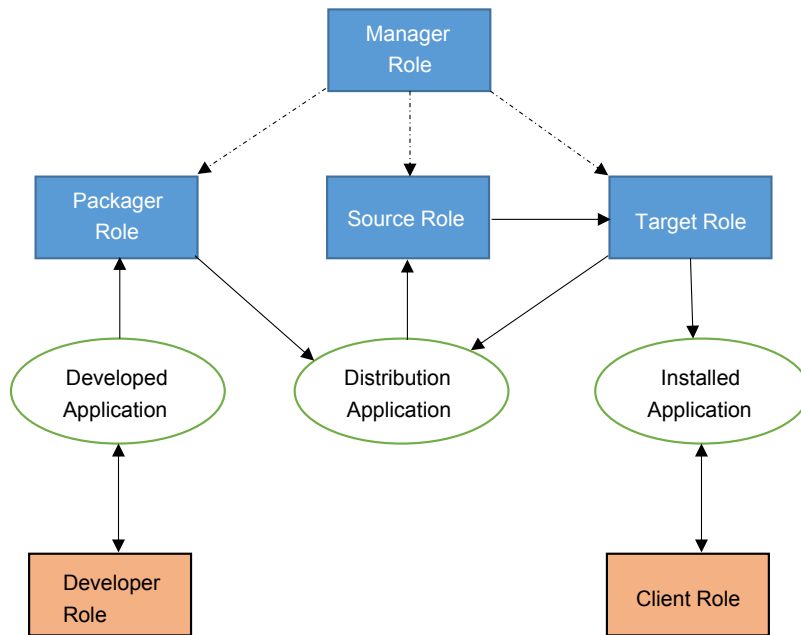 Manager
Role
Packager
Role
Source Role
Target Role
Developed
Application
Distribution
Application
Installed
Application
Developer
Role
Client Role